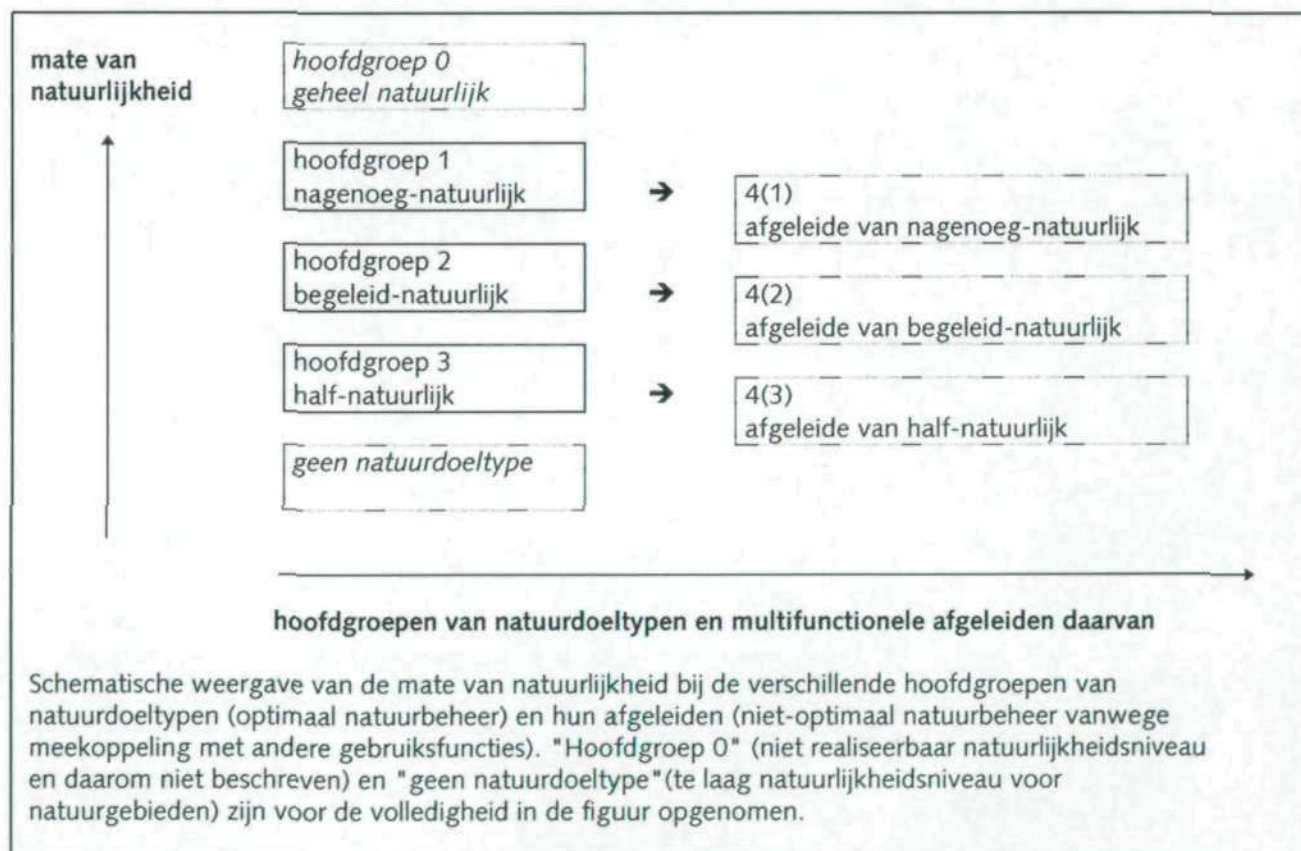 mate van
natuurlijkheid
hoofdgroep 0
geheel natuurlijk
hoofdgroep 1
nagenoeg-natuurlijk
➔
4(1)
afgeleide van nagenoeg-natuurlijk
hoofdgroep 2
begeleid-natuurlijk
➔
4(2)
afgeleide van begeleid-natuurlijk
hoofdgroep 3
half-natuurlijk
➔
4(3)
afgeleide van half-natuurlijk
geen natuurdoeltype
hoofdgroepen van natuurdoeltypen en multifunctionele afgeleiden daarvan
Schematische weergave van de mate van natuurlijkheid bij de verschillende hoofdgroepen van
natuurdoeltypen (optimaal natuurbeheer) en hun afgeleiden (niet-optimaal natuurbeheer vanwege
meekoppeling met andere gebruiksfuncties). "Hoofdgroep 0" (niet realiseerbaar natuurlijkheidsniveau
en daarom niet beschreven) en "geen natuurdoeltype"(te laag natuurlijkheidsniveau voor
natuurgebieden) zijn voor de volledigheid in de figuur opgenomen.